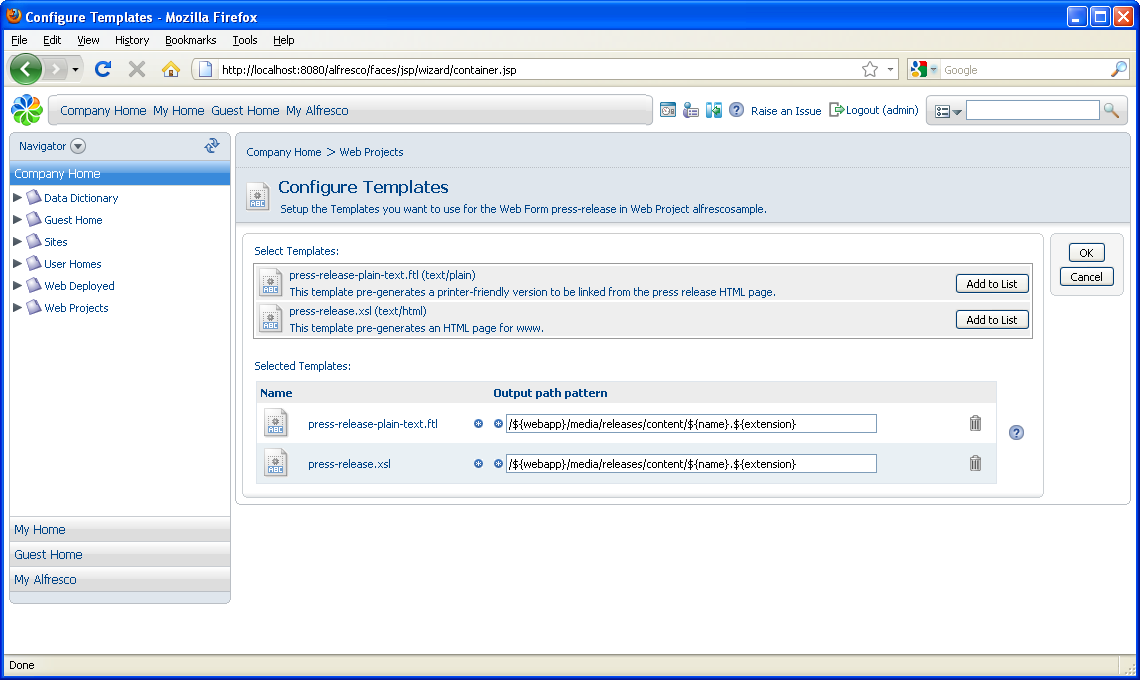 Configure Templates - Mozilla Firefox
File Edit View History Bookmarks Tools Help
http://localhost:8080/alfresco/faces/jsp/wizard/container.jsp
Google
Company Home My Home Guest Home My Alfresco
Raise an Issue Logout (admin)
Navigator
Company Home
Data Dictionary
Guest Home
Sites
User Homes
Web Deployed
Web Projects
My Home
Guest Home
My Alfresco
Company Home > Web Projects
ABC
Configure Templates
Setup the Templates you want to use for the Web Form press-release in Web Project alfrescosample.
OK
Cancel
Select Templates:
ABC
press-release-plain-text.ftl (text/plain)
This template pre-generates a printer-friendly version to be linked from the press release HTML page.
Add to List
ABC
press-release.xsl (text/html)
This template pre-generates an HTML page for www.
Add to List
Selected Templates:
Name Output path pattern
ABC press-release-plain-text.ftl /${webapp}/media/releases/content/${name}.${extension}
ABC press-release.xsl /${webapp}/media/releases/content/${name}.${extension}
Done